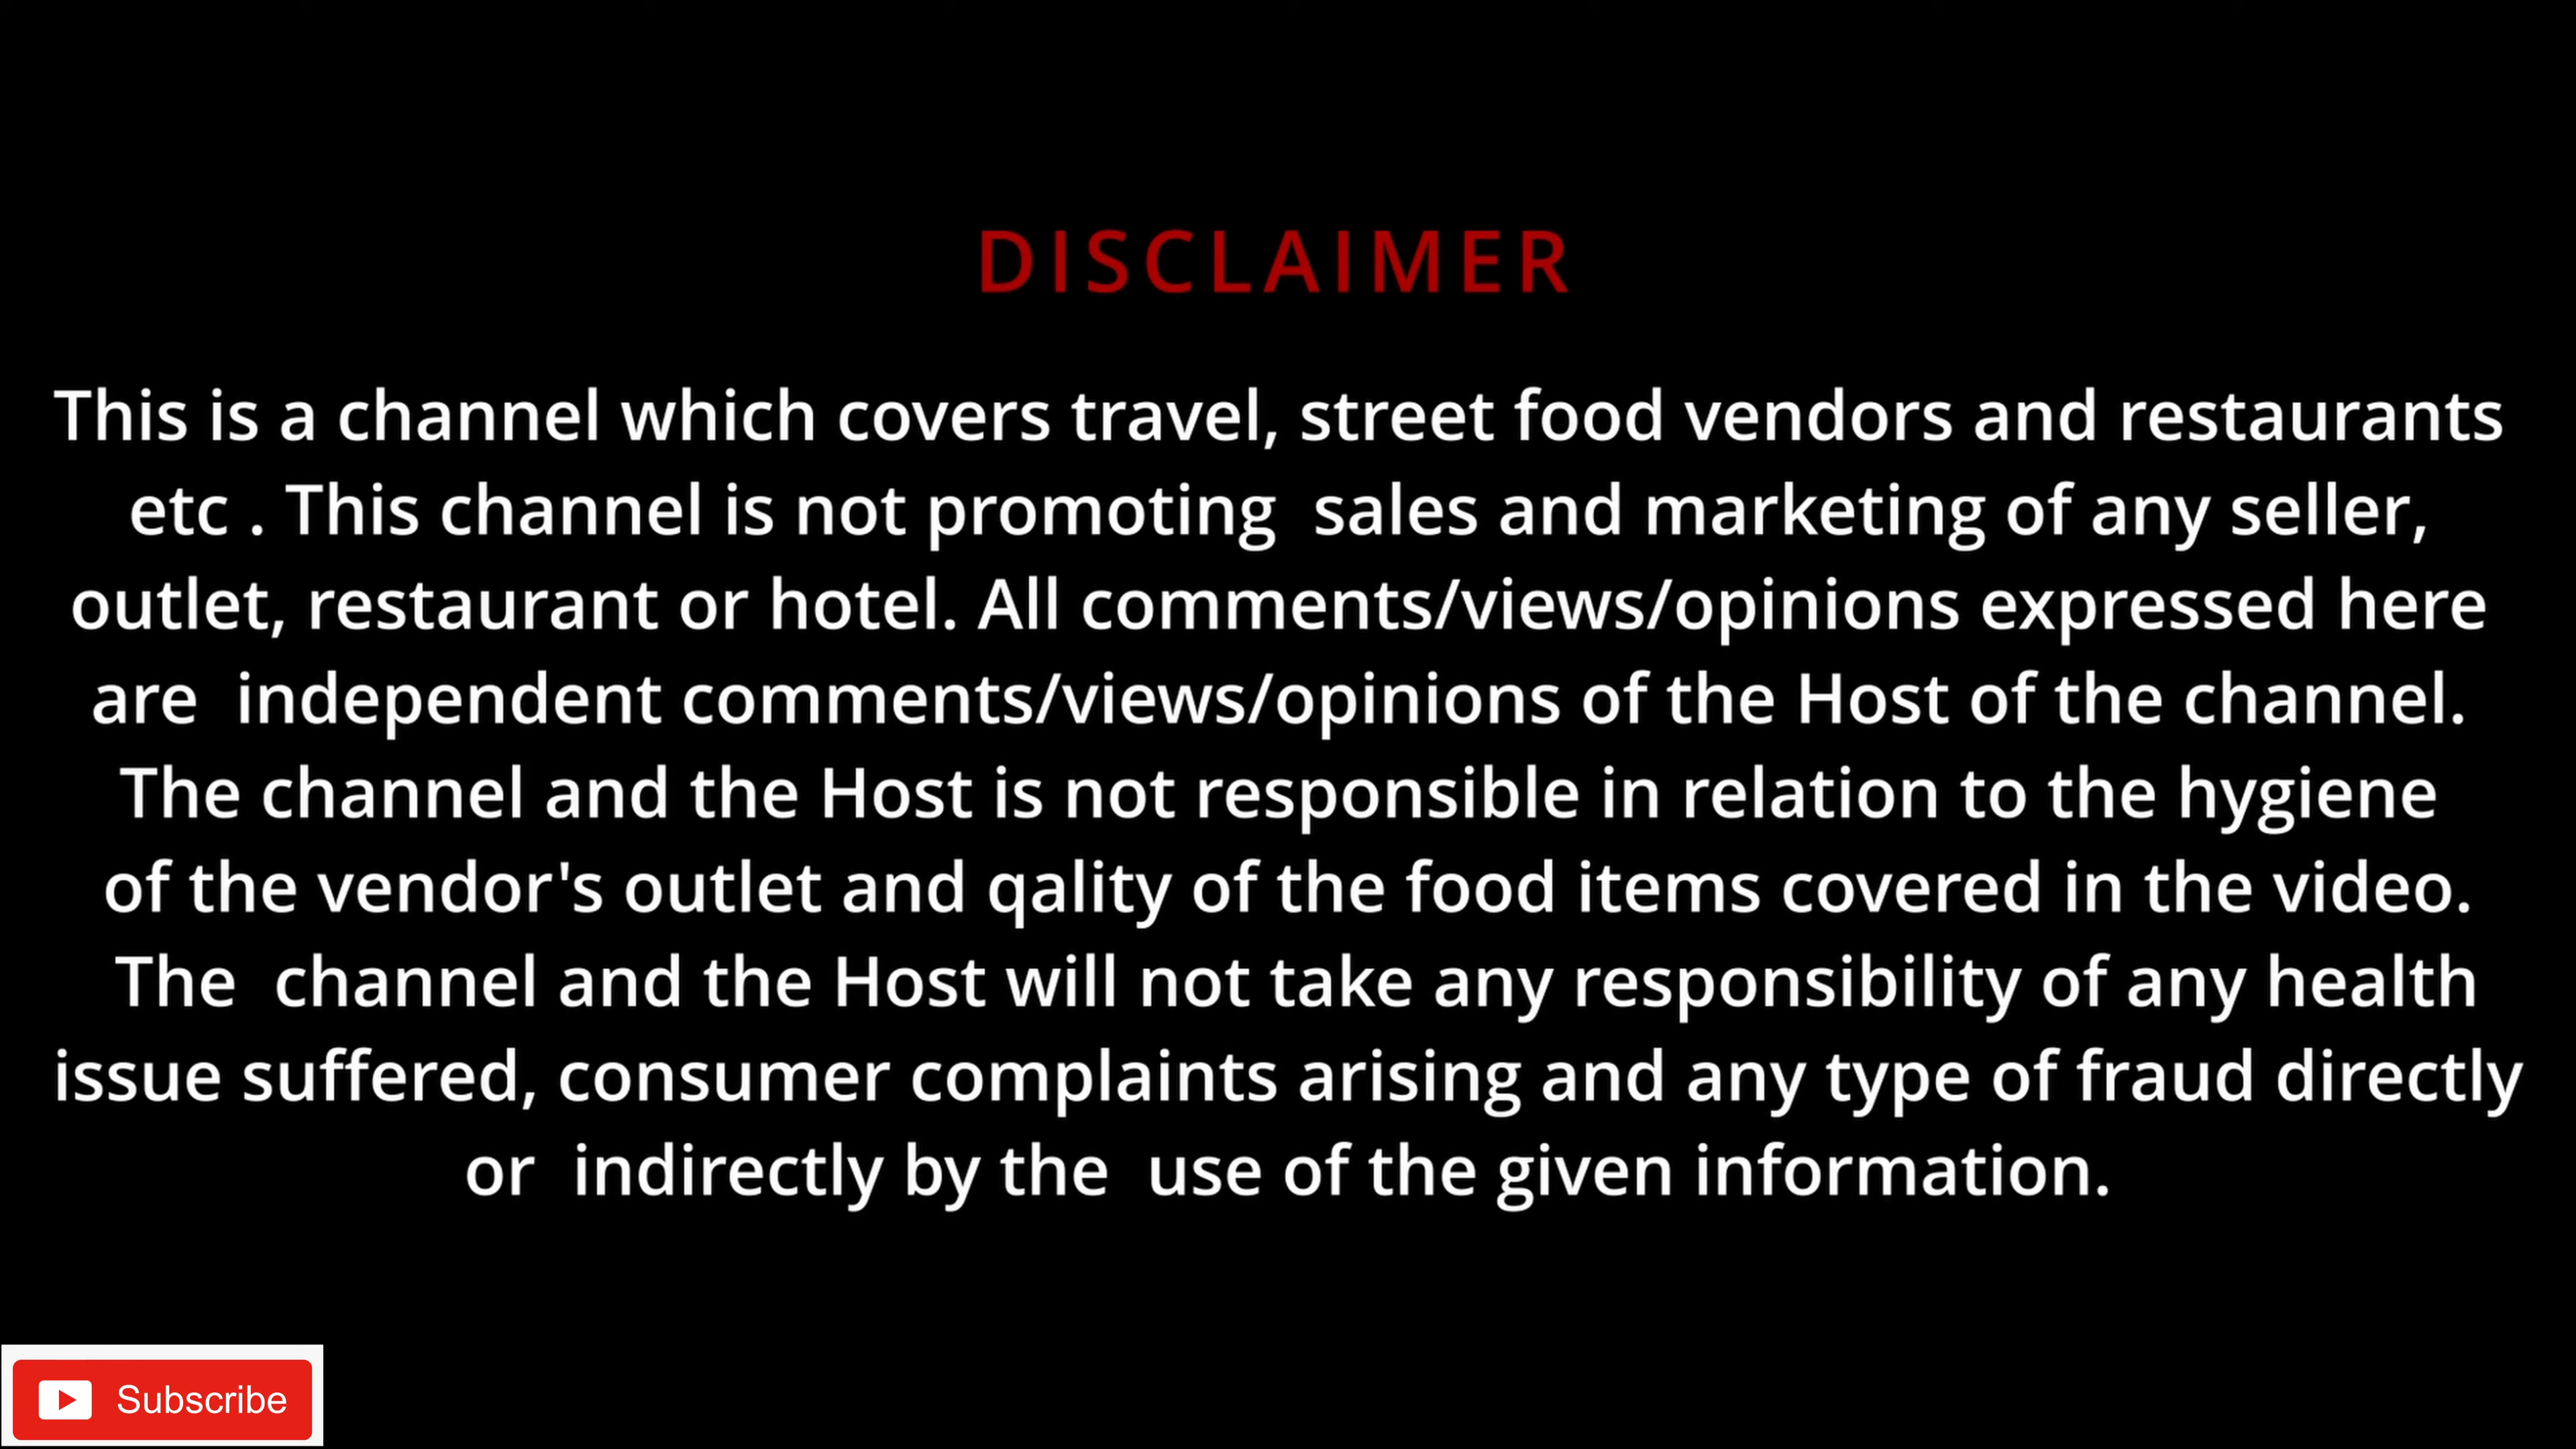 DISCLAIMER
This is a channel which covers travel, street food vendors and restaurants
etc . This channel is not promoting  sales and marketing of any seller,
outlet, restaurant or hotel. All comments/views/opinions expressed here
are  independent comments/views/opinions of the Host of the channel.
The channel and the Host is not responsible in relation to the hygiene
of the vendor's outlet and qality of the food items covered in the video.
The  channel and the Host will not take any responsibility of any health
issue suffered, consumer complaints arising and any type of fraud directly
or  indirectly by the  use of the given information.
Subscribe